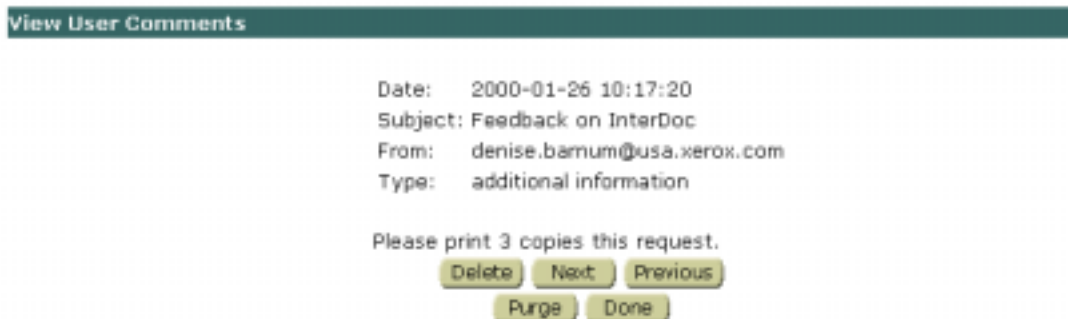 View User Comments
Date: 2000-01-26 10:17:20
Subject: Feedback on InterDoc
From: denise.barnum@usa.xerox.com
Type: additional information
Please print 3 copies this request.
Delete Next Previous
Purge Done